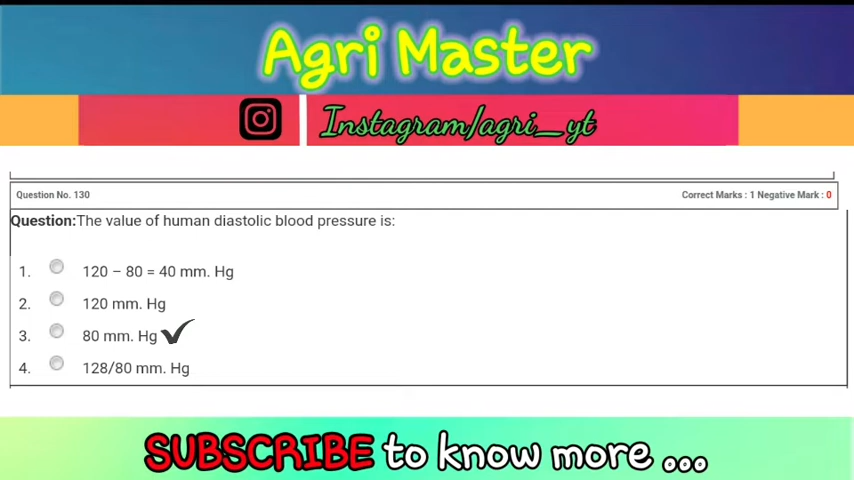 Agri Master
Instagram/agri_yt
Question No. 130
Correct Marks : 1 Negative Mark : 0
Question:The value of human diastolic blood pressure is:
1. 120 − 80 = 40 mm. Hg
2. 120 mm. Hg
3. 80 mm. Hg
4. 128/80 mm. Hg
SUBSCRIBE to know more ...